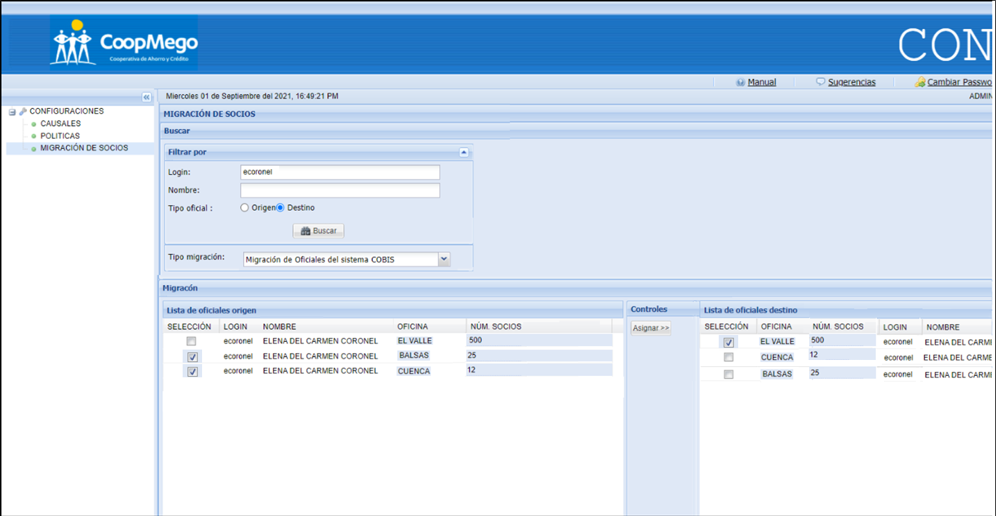 CoopMego
Cooperativa de Ahorro y Crédito
CON
Manual Sugerencias Cambiar Passwo
Miercoles 01 de Septiembre del 2021, 16:49:21 PM ADMIN
CONFIGURACIONES
CAUSALES
POLITICAS
MIGRACIÓN DE SOCIOS
MIGRACIÓN DE SOCIOS
Buscar
Filtrar por
Login: ecoronel
Nombre:
Tipo oficial : Origen Destino
Buscar
Tipo migración: Migración de Oficiales del sistema COBIS
Migracón
Lista de oficiales origen
SELECCIÓN LOGIN NOMBRE OFICINA NÚM. SOCIOS
ecoronel ELENA DEL CARMEN CORONEL EL VALLE 500
ecoronel ELENA DEL CARMEN CORONEL BALSAS 25
ecoronel ELENA DEL CARMEN CORONEL CUENCA 12
Controles
Asignar >>
Lista de oficiales destino
SELECCIÓN OFICINA NÚM. SOCIOS LOGIN NOMBRE
EL VALLE 500 ecoronel ELENA DEL CARME
CUENCA 12 ecoronel ELENA DEL CARME
BALSAS 25 ecoronel ELENA DEL CARMI